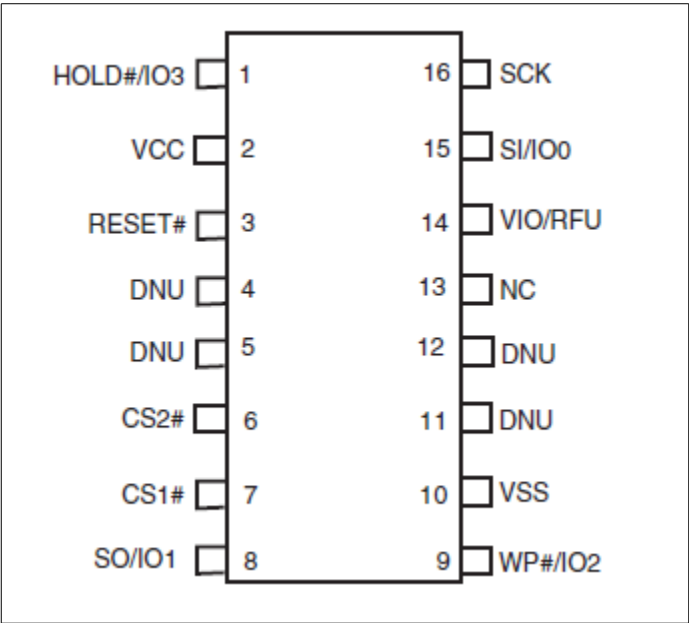 HOLD#/IO3 1 16 SCK
VCC 2 15 SI/IO0
RESET# 3 14 VIO/RFU
DNU 4 13 NC
DNU 5 12 DNU
CS2# 6 11 DNU
CS1# 7 10 VSS
SO/IO1 8 9 WP#/IO2